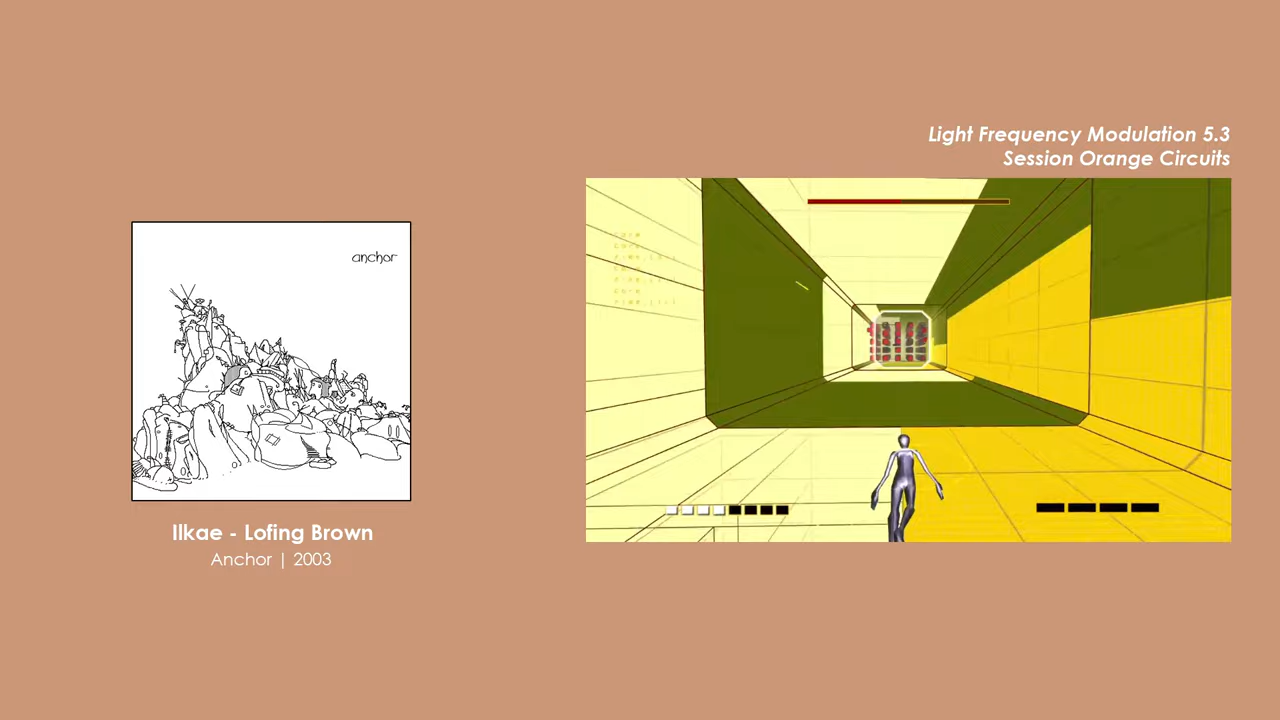 Light Frequency Modulation 5.3
Session Orange Circuits
anchor
Ilkae - Lofing Brown
Anchor | 2003